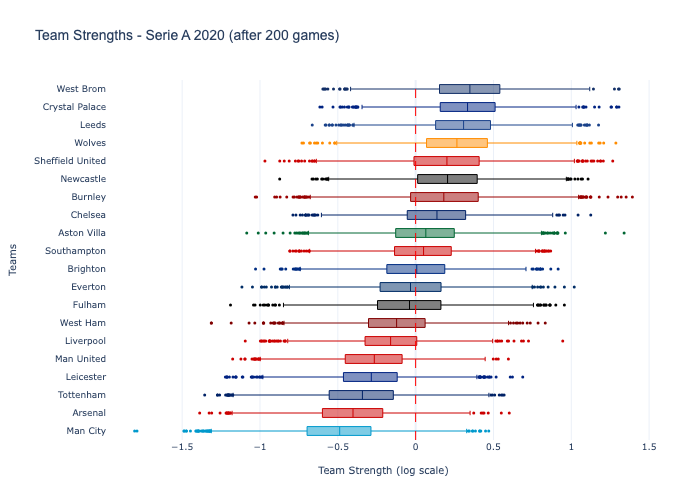 Team Strengths - Serie A 2020 (after 200 games)
West Brom
Crystal Palace
Leeds
Wolves
Sheffield United
Newcastle
Burnley
Chelsea
Aston Villa
Southampton
Brighton
Everton
Fulham
West Ham
Liverpool
Man United
Leicester
Tottenham
Arsenal
Man City
Teams
−1.5 −1 −0.5 0 0.5 1 1.5
Team Strength (log scale)